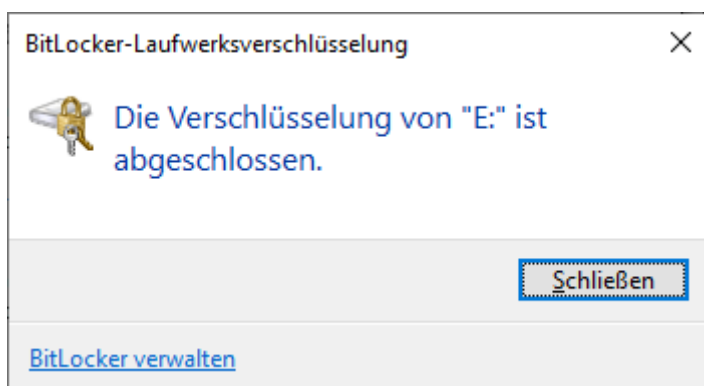 BitLocker-Laufwerksverschlüsselung
Die Verschlüsselung von "E:" ist
abgeschlossen.
Schließen
BitLocker verwalten